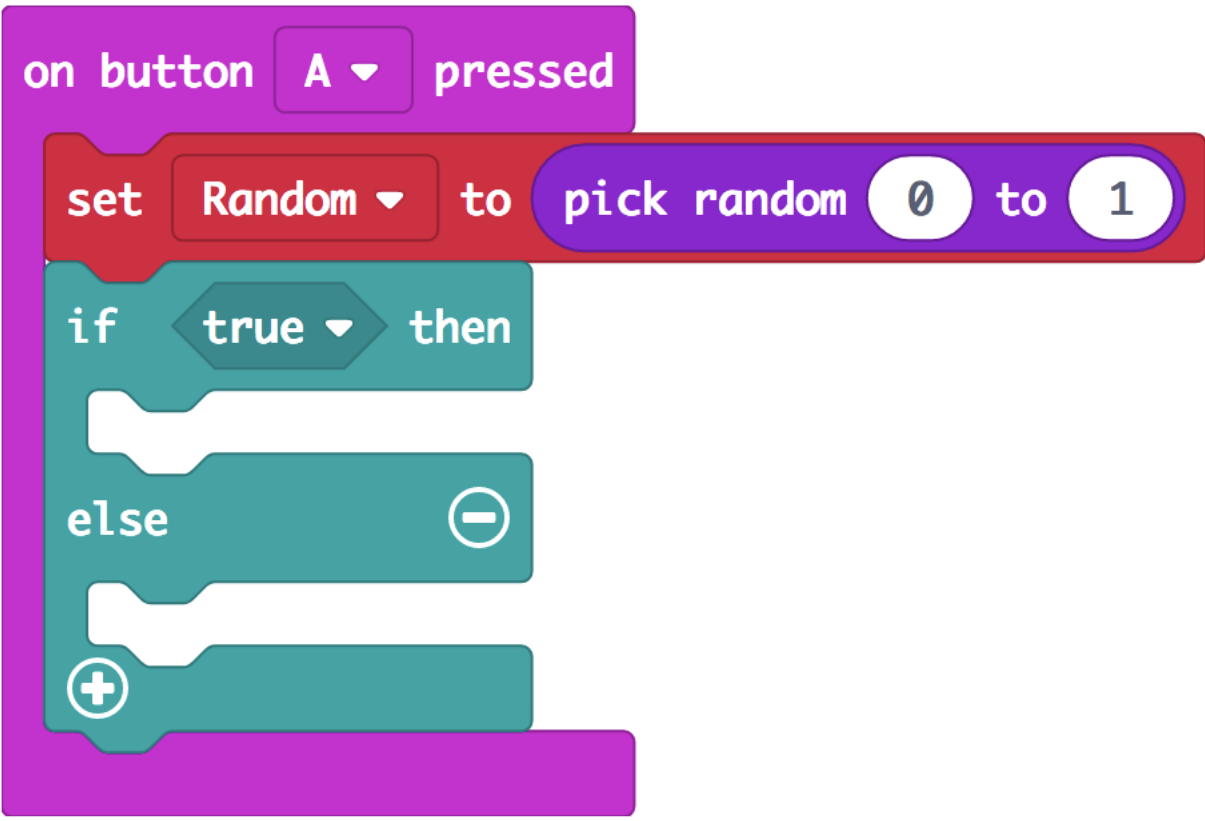 on button A pressed
set Random to pick random 0 to 1
if true then
else